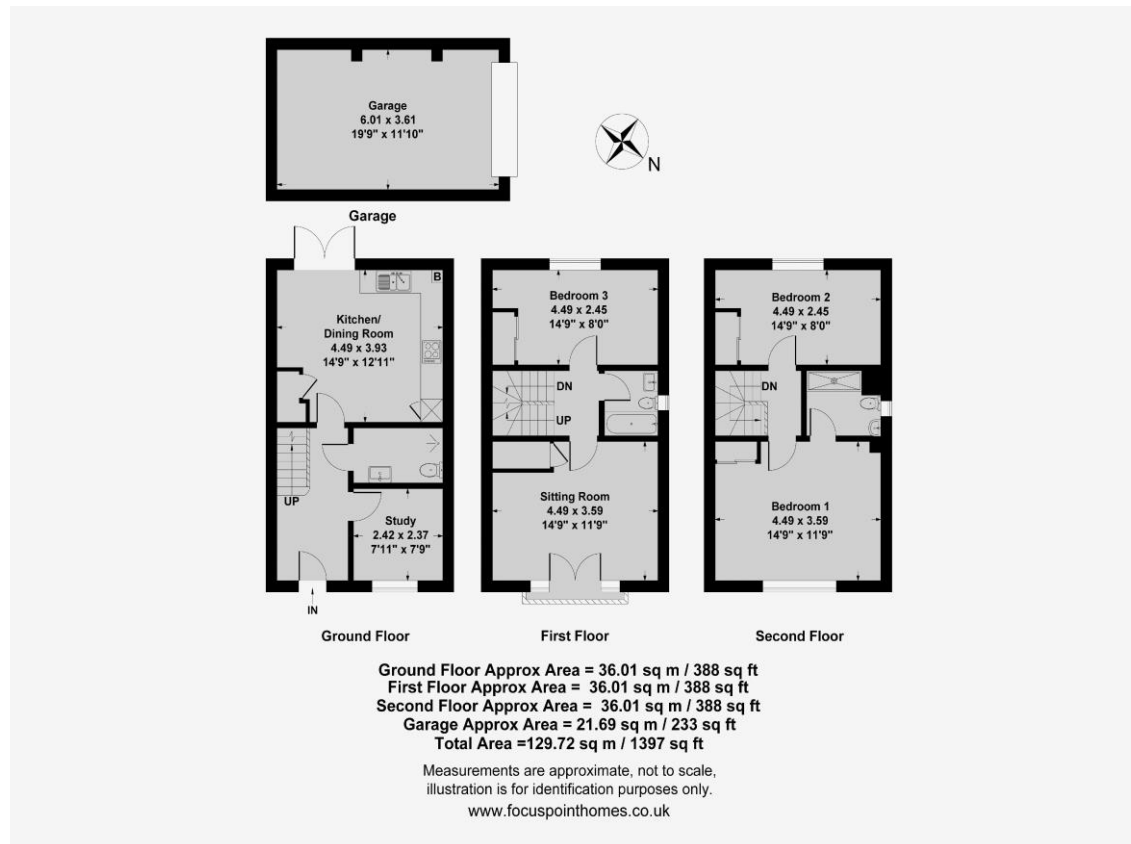 Garage
6.01 x 3.61
19'9" x 11'10"
N
Garage
B
Kitchen/
Dining Room
4.49 x 3.93
14'9" x 12'11"
UP
Study
2.42 x 2.37
7'11" x 7'9"
IN
Ground Floor
Bedroom 3
4.49 x 2.45
14'9" x 8'0"
DN
UP
Sitting Room
4.49 x 3.59
14'9" x 11'9"
First Floor
Bedroom 2
4.49 x 2.45
14'9" x 8'0"
DN
Bedroom 1
4.49 x 3.59
14'9" x 11'9"
Second Floor
Ground Floor Approx Area = 36.01 sq m / 388 sq ft
First Floor Approx Area = 36.01 sq m / 388 sq ft
Second Floor Approx Area = 36.01 sq m / 388 sq ft
Garage Approx Area = 21.69 sq m / 233 sq ft
Total Area =129.72 sq m / 1397 sq ft
Measurements are approximate, not to scale,
illustration is for identification purposes only.
www.focuspointhomes.co.uk